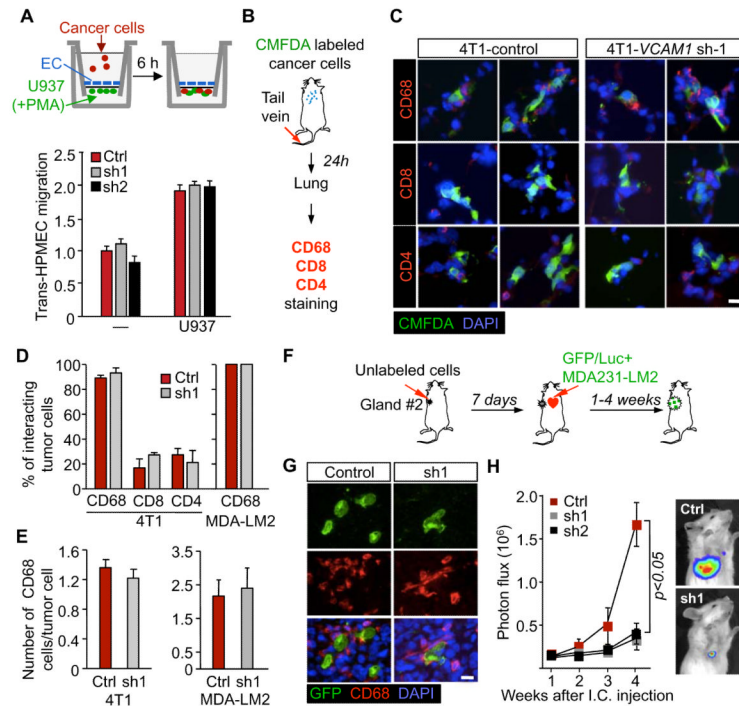 A
Cancer cells
EC
U937
(+PMA)
6 h
Trans-HPMEC migration
2.5
2.0
1.5
1.0
0.5
0
Ctrl
sh1
sh2
—
U937
B
CMFDA labeled
cancer cells
Tail
vein
24h
Lung
CD68
CD8
CD4
staining
C
4T1-control
4T1-VCAM1 sh-1
CD68
CD8
CD4
CMFDA DAPI
D
% of interacting
tumor cells
100
80
60
40
20
0
Ctrl
sh1
CD68 CD8 CD4 CD68
4T1 MDA-LM2
E
Number of CD68
cells/tumor cell
1.6
1.2
0.8
0.4
0
Ctrl sh1
4T1
3.5
2.5
1.5
0.5
0
Ctrl sh1
MDA-LM2
F
Unlabeled cells
Gland #2
7 days
GFP/Luc+
MDA231-LM2
1-4 weeks
G
Control sh1
GFP CD68 DAPI
H
Photon flux (10⁶)
2.0
1.6
1.2
0.8
0.4
0
Ctrl
sh1
sh2
p<0.05
1 2 3 4
Weeks after I.C. injection
Ctrl
sh1